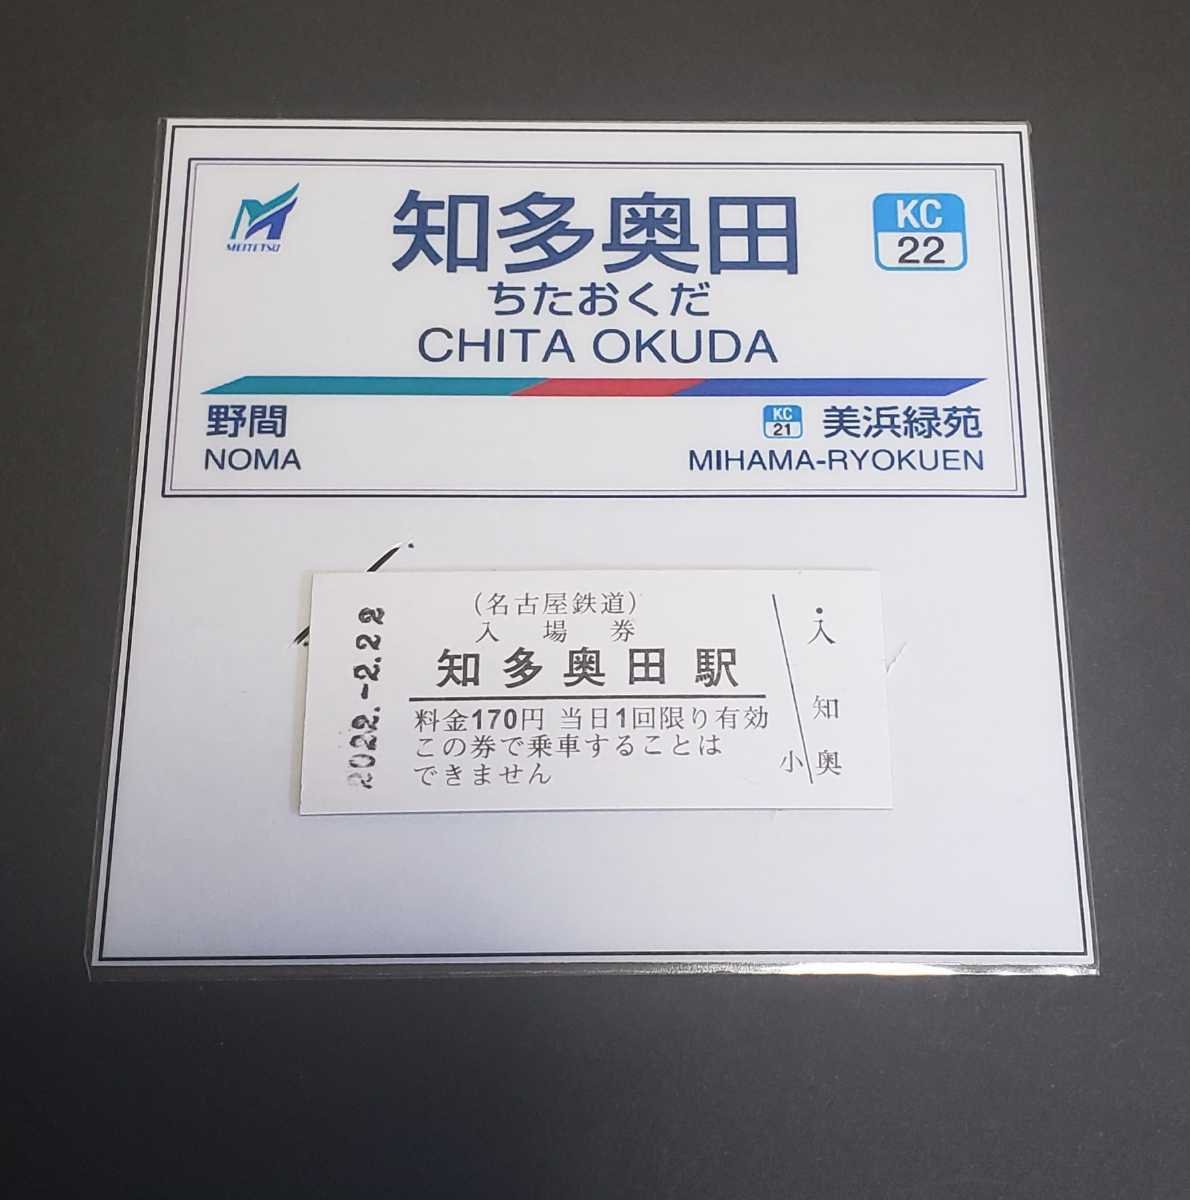 MEITETSU
知多奥田
ちたおくだ
CHITA OKUDA
KC
22
野間
NOMA
KC
21
美浜緑苑
MIHAMA-RYOKUEN
2022.-2.22
(名古屋鉄道)
入場券
知多奥田駅
料金170円 当日1回限り有効
この券で乗車することは
できません
・入
知
小 奥